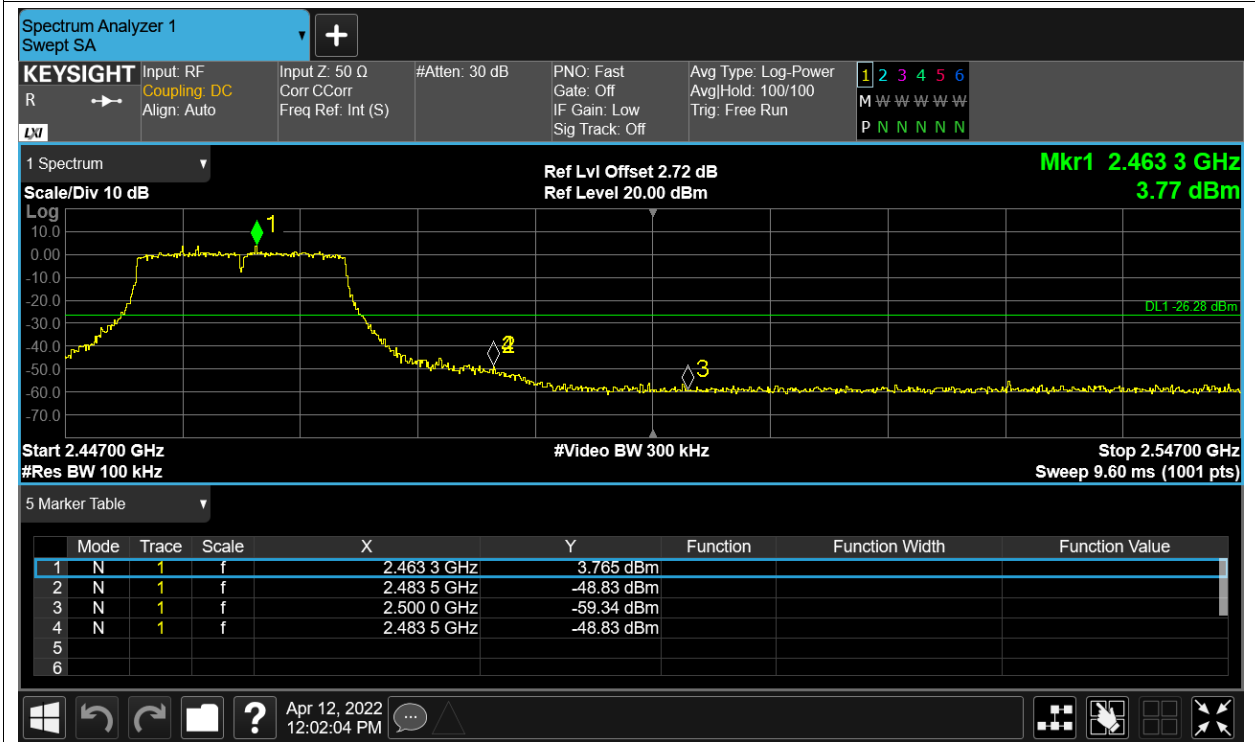 Spectrum Analyzer 1
Swept SA
KEYSIGHT Input: RF Input Z: 50 Ω #Atten: 30 dB PNO: Fast Avg Type: Log-Power 1 2 3 4 5 6
R Coupling: DC Corr CCorr Gate: Off Avg|Hold: 100/100 M W W W W W
Align: Auto Freq Ref: Int (S) IF Gain: Low Trig: Free Run
LXI Sig Track: Off P N N N N N
1 Spectrum Ref Lvl Offset 2.72 dB Mkr1 2.463 3 GHz
Scale/Div 10 dB Ref Level 20.00 dBm 3.77 dBm
Log
10.0 1
0.00
-10.0
-20.0
DL1 -26.28 dBm
-30.0
-40.0 2
-50.0 3
-60.0
-70.0
Start 2.44700 GHz #Video BW 300 kHz Stop 2.54700 GHz
#Res BW 100 kHz Sweep 9.60 ms (1001 pts)
5 Marker Table
Mode Trace Scale X Y Function Function Width Function Value
1 N 1 f 2.463 3 GHz 3.765 dBm
2 N 1 f 2.483 5 GHz -48.83 dBm
3 N 1 f 2.500 0 GHz -59.34 dBm
4 N 1 f 2.483 5 GHz -48.83 dBm
5
6
? Apr 12, 2022
12:02:04 PM